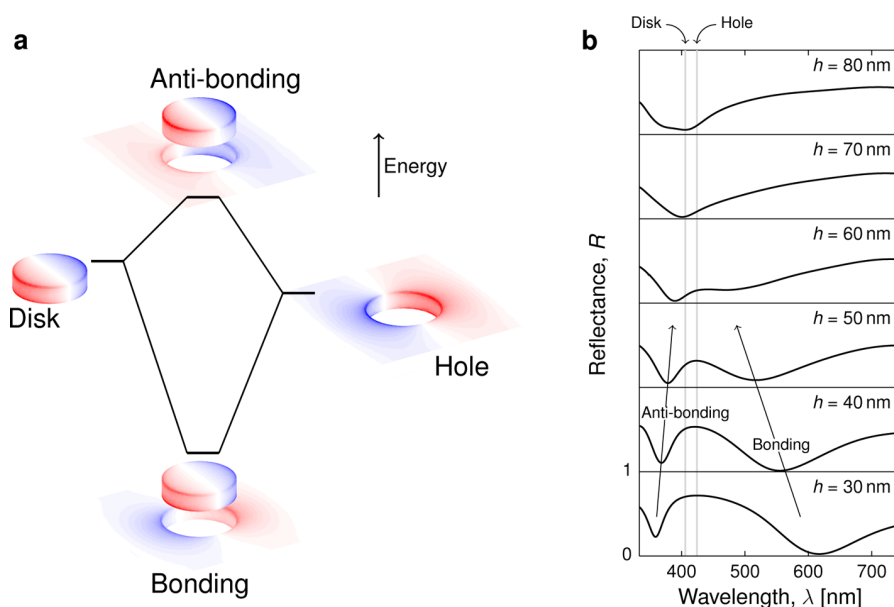 a
Anti-bonding
Energy
Disk
Hole
Bonding
b
Disk
Hole
h = 80 nm
h = 70 nm
h = 60 nm
h = 50 nm
h = 40 nm
h = 30 nm
Anti-bonding
Bonding
Reflectance, R
1
0
400
500
600
700
Wavelength, λ [nm]